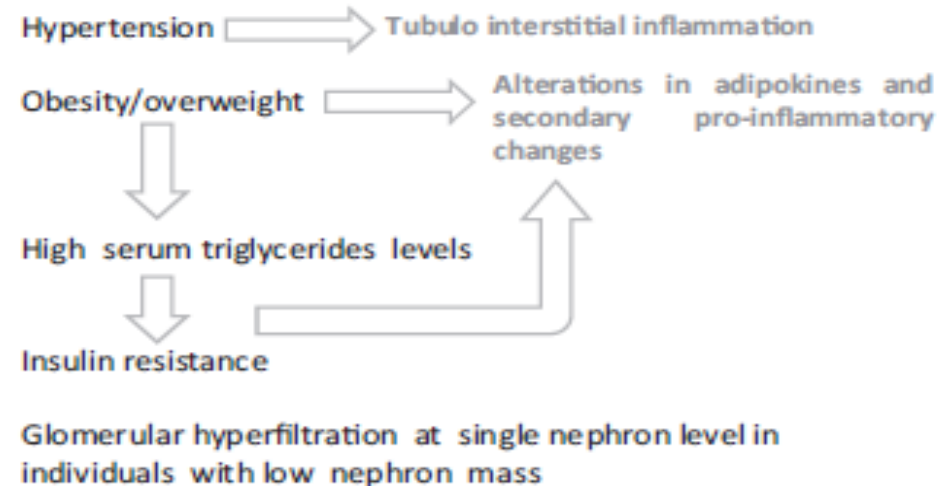 Hypertension
Tubulo interstitial inflammation
Obesity/overweight
Alterations in adipokines and
secondary pro-inflammatory
changes
High serum triglycerides levels
Insulin resistance
Glomerular hyperfiltration at single nephron level in
individuals with low nephron mass